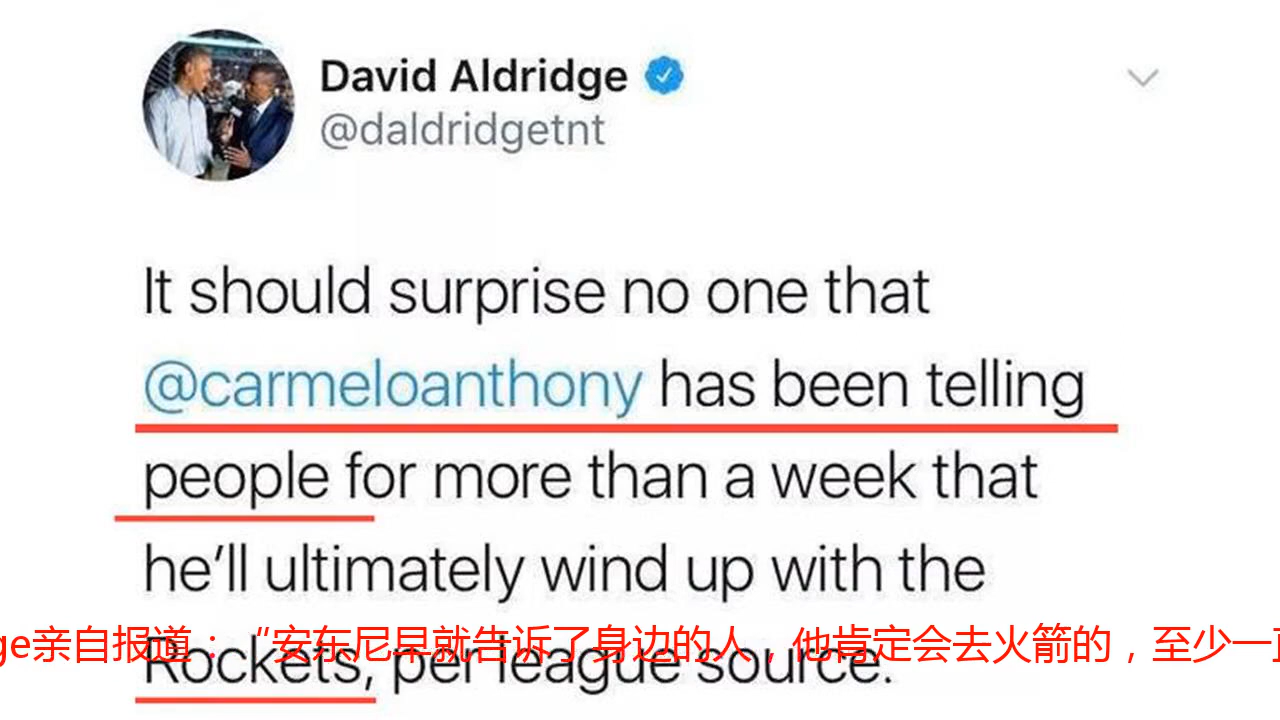 David Aldridge
@daldridgetnt
It should surprise no one that
@carmeloanthony has been telling
people for more than a week that
he’ll ultimately wind up with the
Rockets, per league source.
ge亲自报道：“安东尼早就告诉了身边的人，他肯定会去火箭的，至少一直